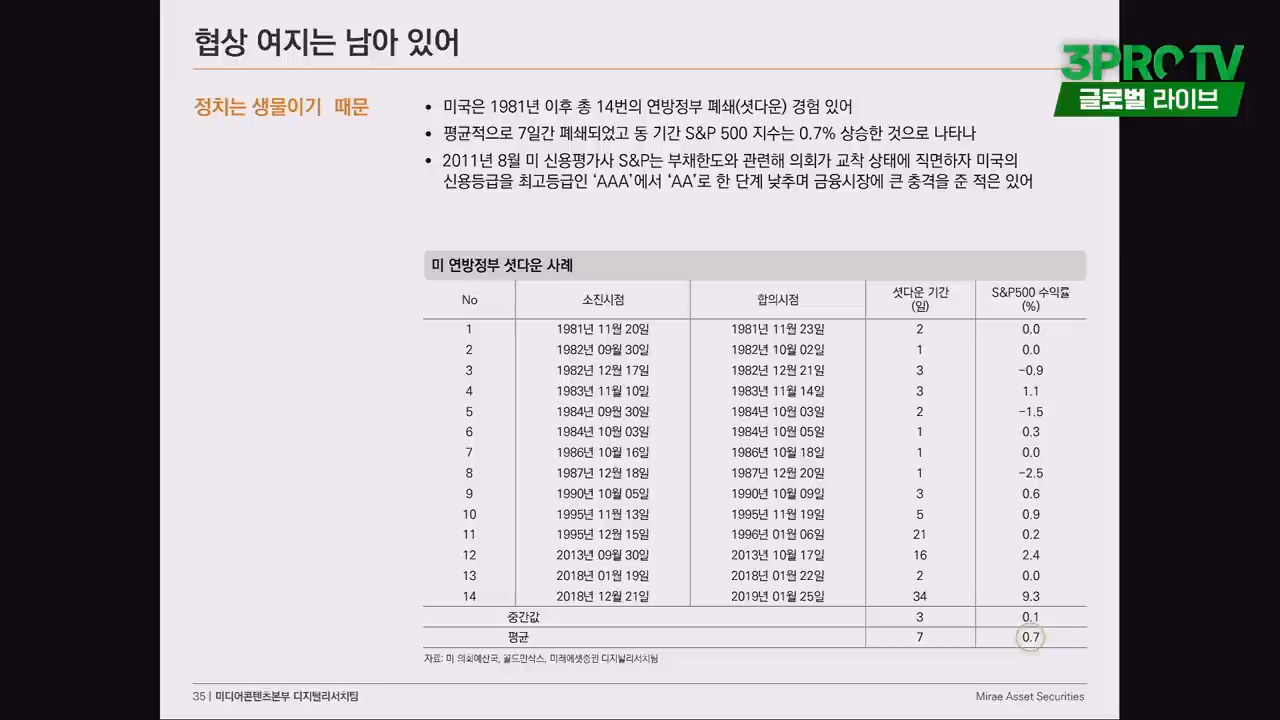 협상 여지는 남아 있어
3PRO TV
글로벌 라이브
정치는 생물이기 때문
• 미국은 1981년 이후 총 14번의 연방정부 폐쇄(셧다운) 경험 있어
• 평균적으로 7일간 폐쇄되었고 동 기간 S&P 500 지수는 0.7% 상승한 것으로 나타나
• 2011년 8월 미 신용평가사 S&P는 부채한도와 관련해 의회가 교착 상태에 직면하자 미국의
신용등급을 최고등급인 ‘AAA’에서 ‘AA’로 한 단계 낮추며 금융시장에 큰 충격을 준 적은 있어
미 연방정부 셧다운 사례
No 소진시점 합의시점 셧다운 기간 (일) S&P500 수익률 (%)
1 1981년 11월 20일 1981년 11월 23일 2 0.0
2 1982년 09월 30일 1982년 10월 02일 1 0.0
3 1982년 12월 17일 1982년 12월 21일 3 -0.9
4 1983년 11월 10일 1983년 11월 14일 3 1.1
5 1984년 09월 30일 1984년 10월 03일 2 -1.5
6 1984년 10월 03일 1984년 10월 05일 1 0.3
7 1986년 10월 16일 1986년 10월 18일 1 0.0
8 1987년 12월 18일 1987년 12월 20일 1 -2.5
9 1990년 10월 05일 1990년 10월 09일 3 0.6
10 1995년 11월 13일 1995년 11월 19일 5 0.9
11 1995년 12월 15일 1996년 01월 06일 21 0.2
12 2013년 09월 30일 2013년 10월 17일 16 2.4
13 2018년 01월 19일 2018년 01월 22일 2 0.0
14 2018년 12월 21일 2019년 01월 25일 34 9.3
중간값 3 0.1
평균 7 0.7
자료: 미 의회예산국, 골드만삭스, 미래에셋증권 디지털리서치팀
35 | 미디어콘텐츠본부 디지털리서치팀
Mirae Asset Securities